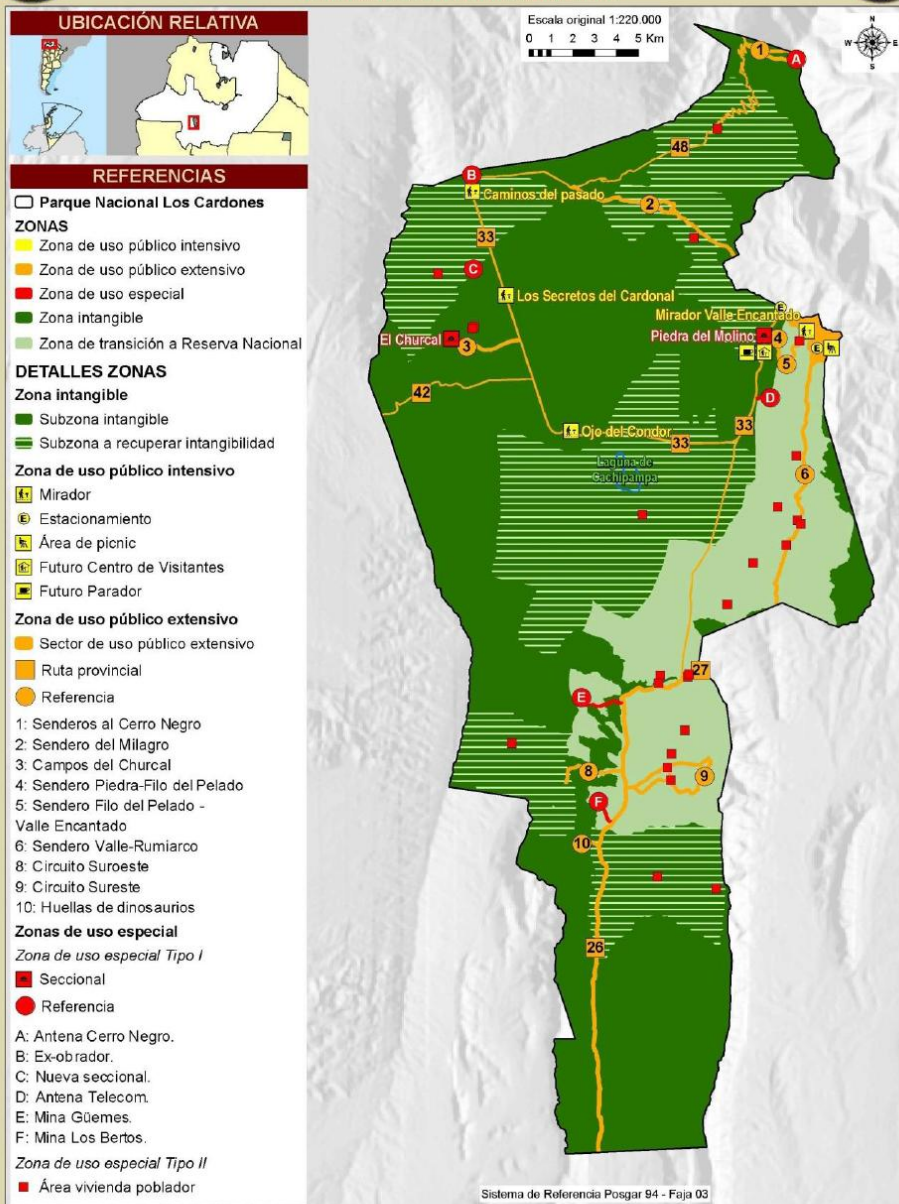 UBICACIÓN RELATIVA
REFERENCIAS
Parque Nacional Los Cardones
ZONAS
Zona de uso público intensivo
Zona de uso público extensivo
Zona de uso especial
Zona intangible
Zona de transición a Reserva Nacional
DETALLES ZONAS
Zona intangible
Subzona intangible
Subzona a recuperar intangibilidad
Zona de uso público intensivo
Mirador
E Estacionamiento
Área de picnic
Futuro Centro de Visitantes
Futuro Parador
Zona de uso público extensivo
Sector de uso público extensivo
Ruta provincial
Referencia
1: Senderos al Cerro Negro
2: Sendero del Milagro
3: Campos del Churcal
4: Sendero Piedra-Filo del Pelado
5: Sendero Filo del Pelado -
Valle Encantado
6: Sendero Valle-Rumiarco
8: Circuito Suroeste
9: Circuito Sureste
10: Huellas de dinosaurios
Zonas de uso especial
Zona de uso especial Tipo I
Seccional
Referencia
A: Antena Cerro Negro.
B: Ex-obrador.
C: Nueva seccional.
D: Antena Telecom.
E: Mina Güemes.
F: Mina Los Bertos.
Zona de uso especial Tipo II
Área vivienda poblador
Escala original 1:220.000
0 1 2 3 4 5 Km
N
W E
S
1
A
48
B
Caminos del pasado
2
33
C
Los Secretos del Cardonal
E
Mirador Valle Encantado
El Churcal
3
Piedra del Molino
4
E
5
42
D
33
Ojo del Condor
33
Laguna de
Cachipampa
6
27
E
8
9
F
10
26
Sistema de Referencia Posgar 94 - Faja 03